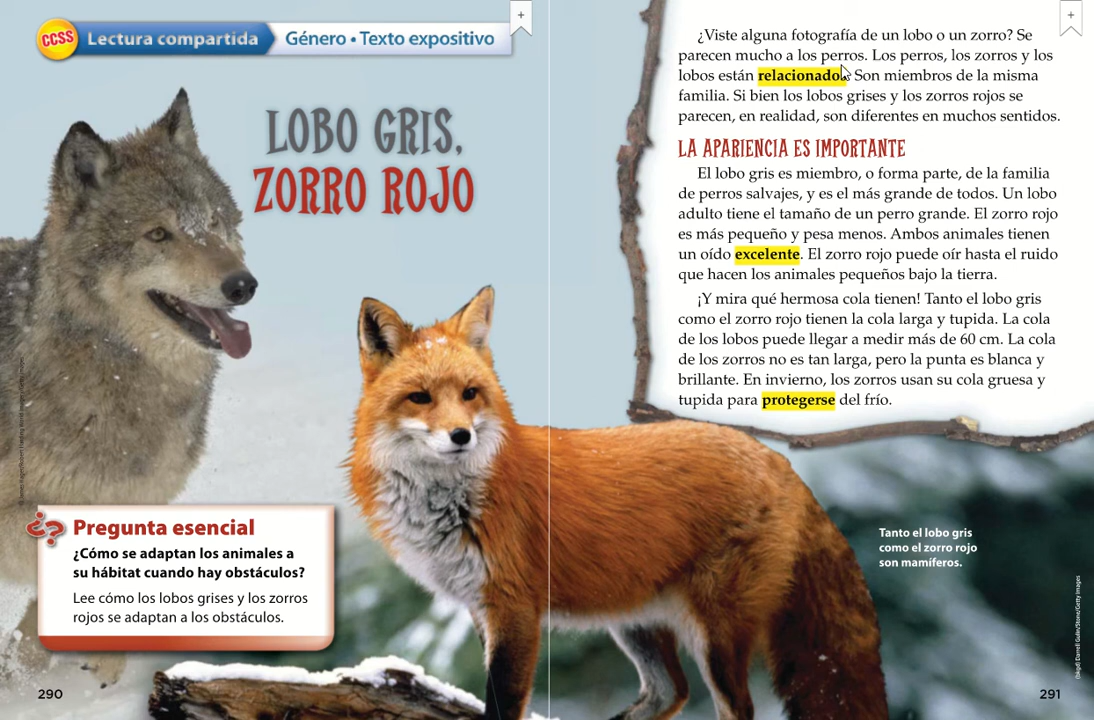 CCSS Lectura compartida Género • Texto expositivo
LOBO GRIS,
ZORRO ROJO
¿? Pregunta esencial
¿Cómo se adaptan los animales a
su hábitat cuando hay obstáculos?
Lee cómo los lobos grises y los zorros
rojos se adaptan a los obstáculos.
290
¿Viste alguna fotografía de un lobo o un zorro? Se
parecen mucho a los perros. Los perros, los zorros y los
lobos están relacionados. Son miembros de la misma
familia. Si bien los lobos grises y los zorros rojos se
parecen, en realidad, son diferentes en muchos sentidos.
LA APARIENCIA ES IMPORTANTE
El lobo gris es miembro, o forma parte, de la familia
de perros salvajes, y es el más grande de todos. Un lobo
adulto tiene el tamaño de un perro grande. El zorro rojo
es más pequeño y pesa menos. Ambos animales tienen
un oído excelente. El zorro rojo puede oír hasta el ruido
que hacen los animales pequeños bajo la tierra.
¡Y mira qué hermosa cola tienen! Tanto el lobo gris
como el zorro rojo tienen la cola larga y tupida. La cola
de los lobos puede llegar a medir más de 60 cm. La cola
de los zorros no es tan larga, pero la punta es blanca y
brillante. En invierno, los zorros usan su cola gruesa y
tupida para protegerse del frío.
Tanto el lobo gris
como el zorro rojo
son mamíferos.
291